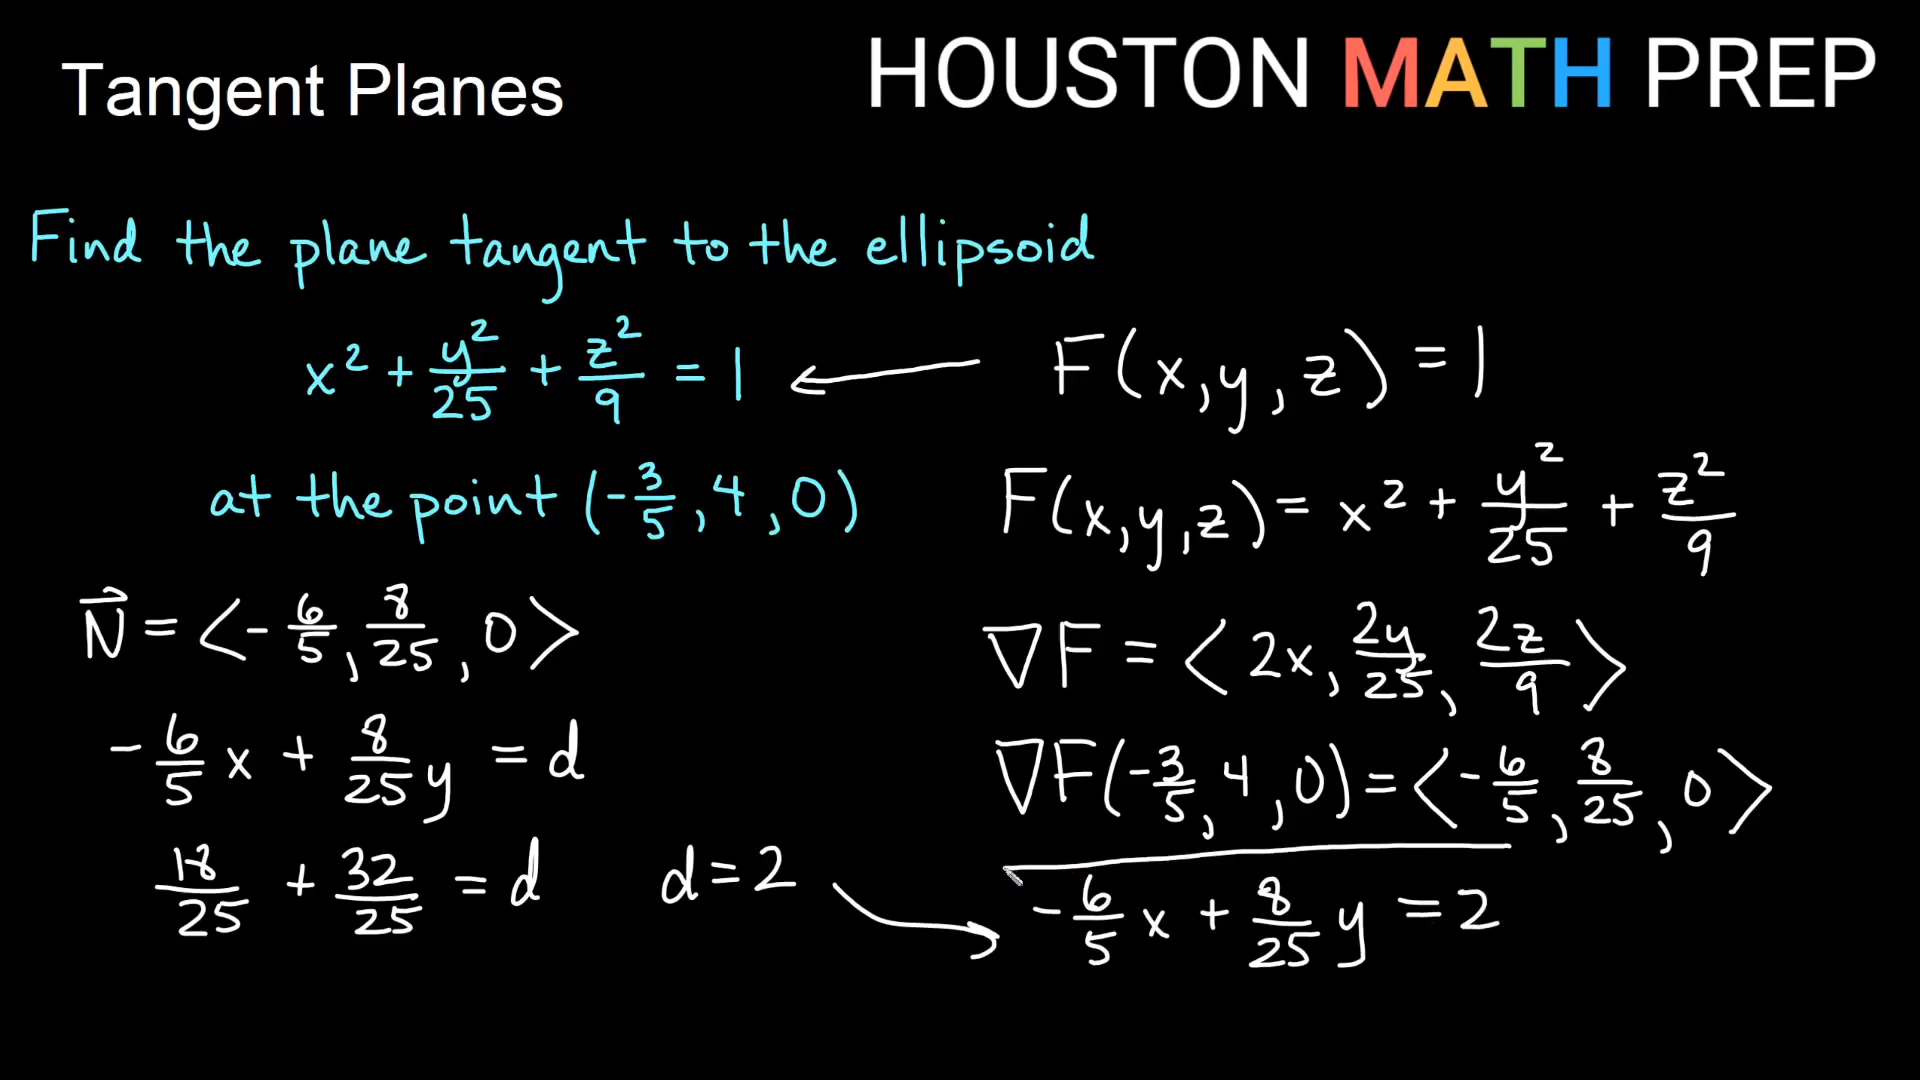 Tangent Planes
HOUSTON MATH PREP
Find the plane tangent to the ellipsoid
x² + y²/25 + z²/9 = 1
at the point (-3/5, 4, 0)
F(x, y, z) = 1
F(x, y, z) = x² + y²/25 + z²/9
∇F = <2x, 2y/25, 2z/9>
∇F(-3/5, 4, 0) = <-6/5, 8/25, 0>
N⃗ = <-6/5, 8/25, 0>
-6/5 x + 8/25 y = d
18/25 + 32/25 = d
d = 2
-6/5 x + 8/25 y = 2